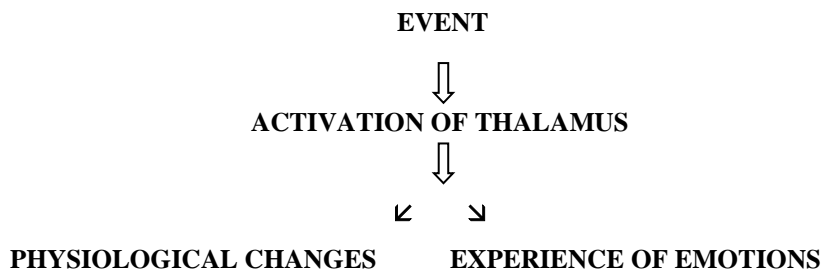 EVENT
ACTIVATION OF THALAMUS
PHYSIOLOGICAL CHANGES EXPERIENCE OF EMOTIONS